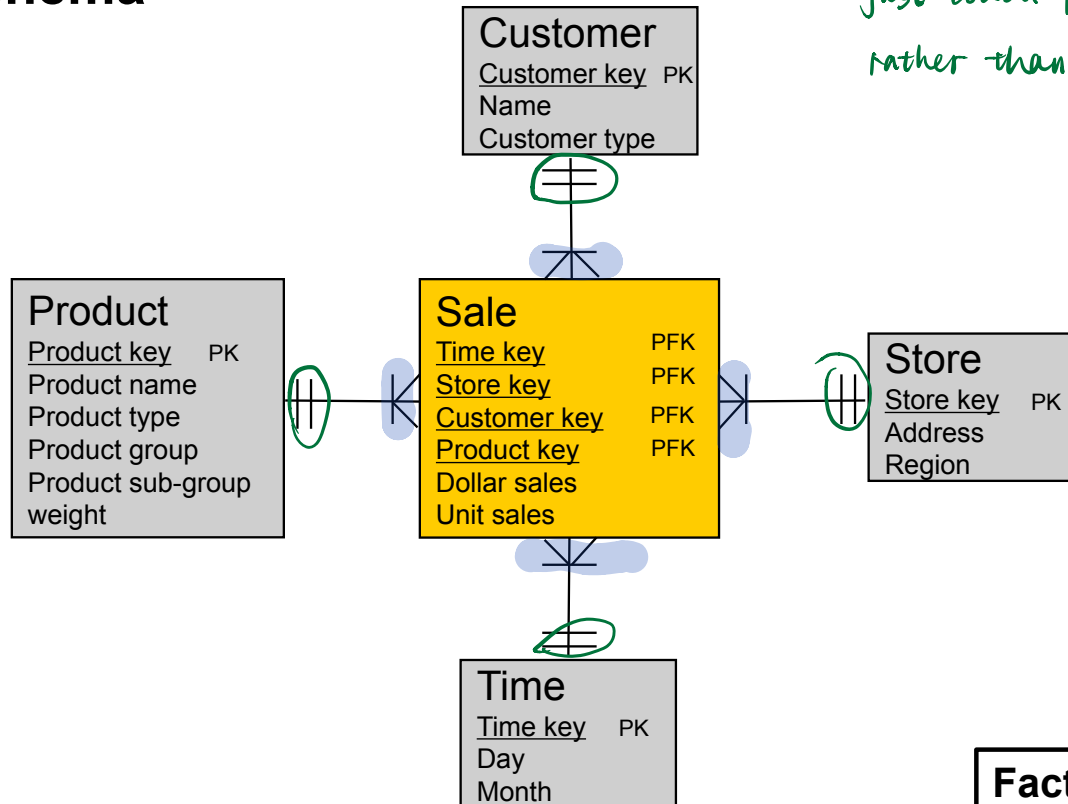 Customer
Customer key PK
Name
Customer type
rather than
Product
Product key PK
Product name
Product type
Product group
Product sub-group
weight
Sale
Time key PFK
Store key PFK
Customer key PFK
Product key PFK
Dollar sales
Unit sales
Store
Store key PK
Address
Region
Time
Time key PK
Day
Month